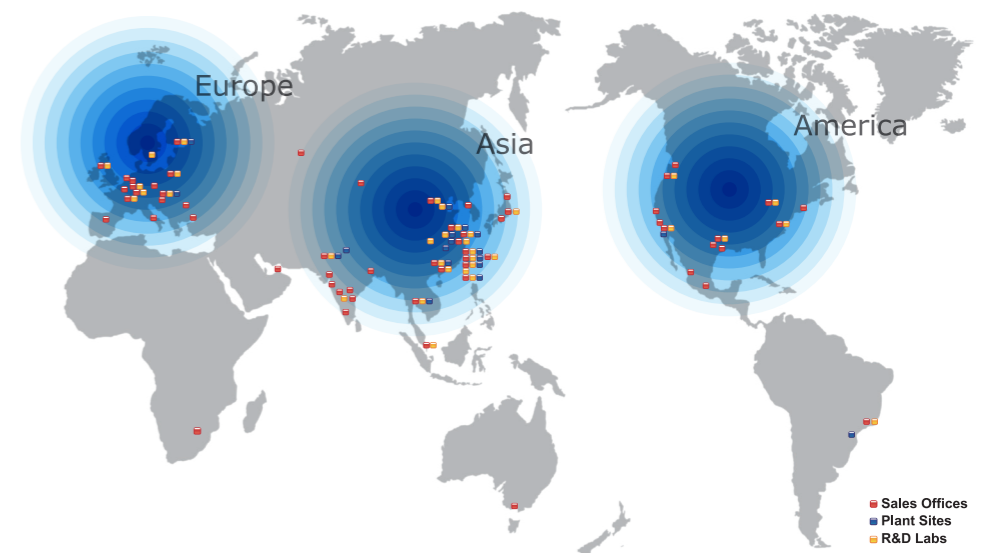 Europe
Asia
America
Sales Offices
Plant Sites
R&D Labs